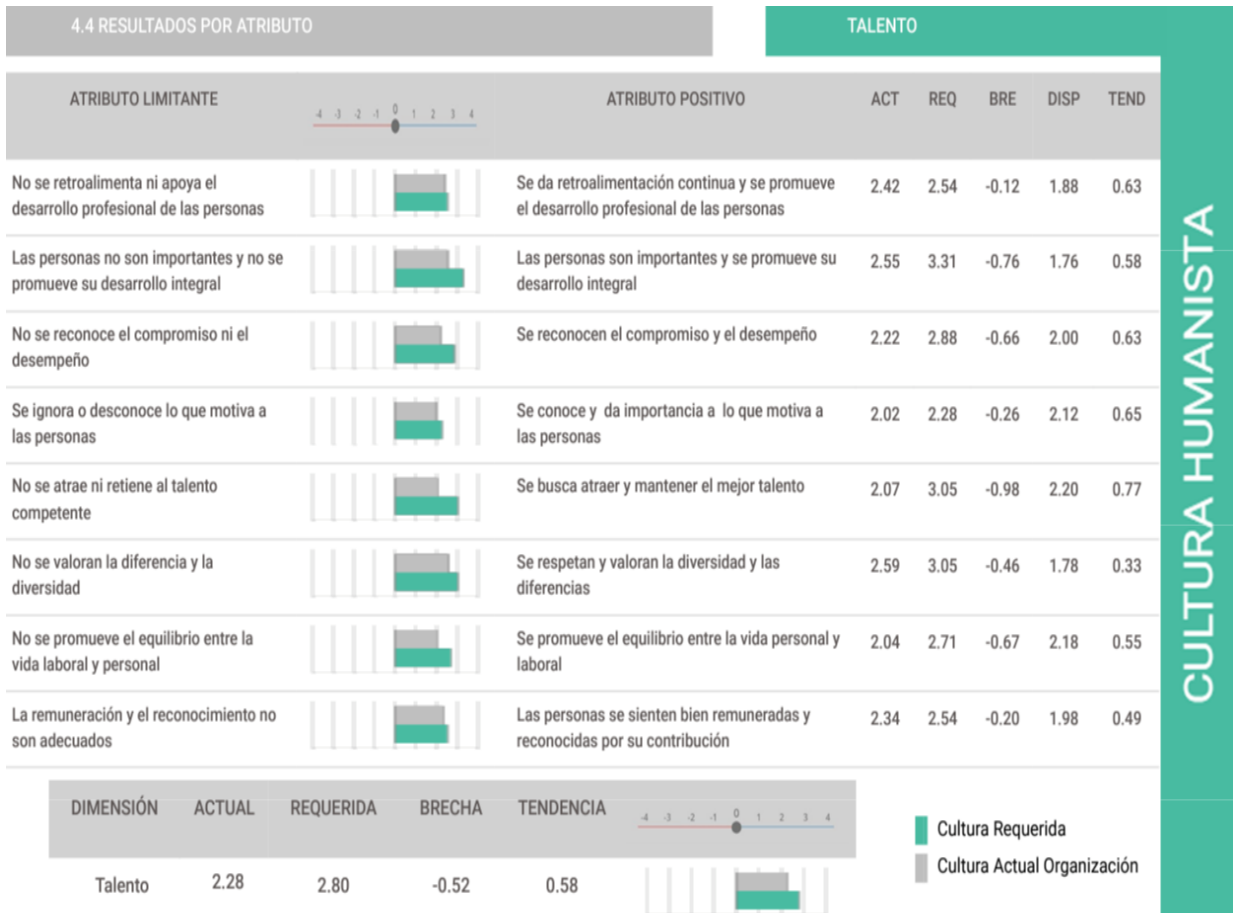 4.4 RESULTADOS POR ATRIBUTO
TALENTO
ATRIBUTO LIMITANTE
-4 -3 -2 -1 0 1 2 3 4
ATRIBUTO POSITIVO
ACT REQ BRE DISP TEND
No se retroalimenta ni apoya el
desarrollo profesional de las personas
Se da retroalimentación continua y se promueve
el desarrollo profesional de las personas
2.42 2.54 -0.12 1.88 0.63
Las personas no son importantes y no se
promueve su desarrollo integral
Las personas son importantes y se promueve su
desarrollo integral
2.55 3.31 -0.76 1.76 0.58
No se reconoce el compromiso ni el
desempeño
Se reconocen el compromiso y el desempeño
2.22 2.88 -0.66 2.00 0.63
Se ignora o desconoce lo que motiva a
las personas
Se conoce y da importancia a lo que motiva a
las personas
2.02 2.28 -0.26 2.12 0.65
No se atrae ni retiene al talento
competente
Se busca atraer y mantener el mejor talento
2.07 3.05 -0.98 2.20 0.77
No se valoran la diferencia y la
diversidad
Se respetan y valoran la diversidad y las
diferencias
2.59 3.05 -0.46 1.78 0.33
No se promueve el equilibrio entre la
vida laboral y personal
Se promueve el equilibrio entre la vida personal y
laboral
2.04 2.71 -0.67 2.18 0.55
La remuneración y el reconocimiento no
son adecuados
Las personas se sienten bien remuneradas y
reconocidas por su contribución
2.34 2.54 -0.20 1.98 0.49
DIMENSIÓN ACTUAL REQUERIDA BRECHA TENDENCIA
-4 -3 -2 -1 0 1 2 3 4
Talento 2.28 2.80 -0.52 0.58
Cultura Requerida
Cultura Actual Organización
CULTURA HUMANISTA